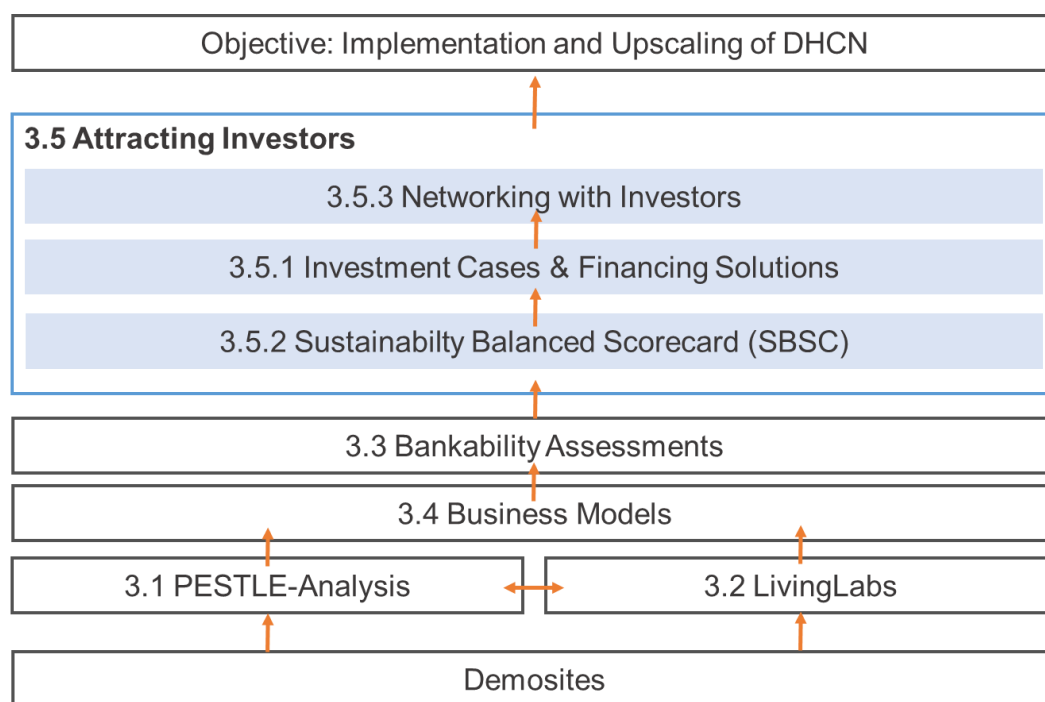 Objective: Implementation and Upscaling of DHCN
3.5 Attracting Investors
3.5.3 Networking with Investors
3.5.1 Investment Cases & Financing Solutions
3.5.2 Sustainabilty Balanced Scorecard (SBSC)
3.3 Bankability Assessments
3.4 Business Models
3.1 PESTLE-Analysis
3.2 LivingLabs
Demosites